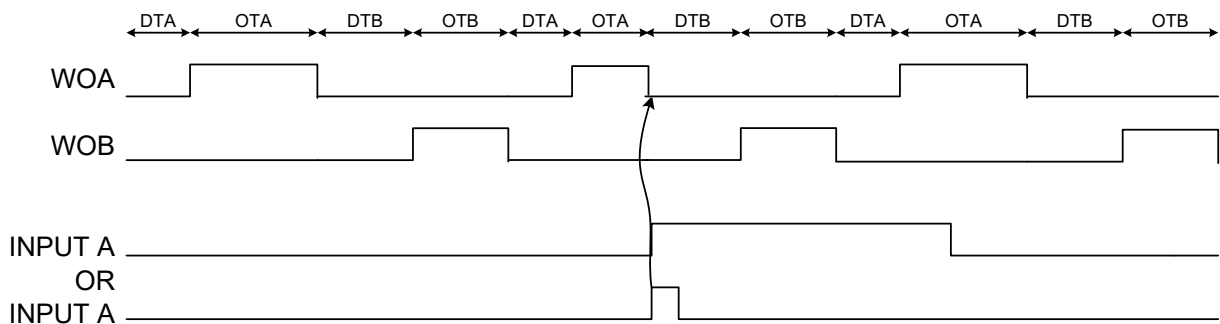 DTA OTA DTB OTB DTA OTA DTB OTB DTA OTA DTB OTB
WOA
WOB
INPUT A
OR
INPUT A